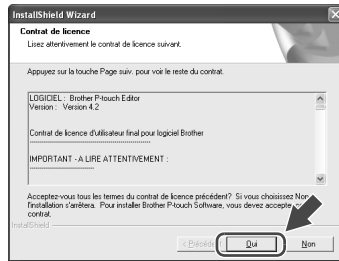 InstallShield Wizard
Contrat de licence
Lisez attentivement le contrat de licence suivant.
Appuyez sur la touche Page suiv. pour voir le reste du contrat.
LOGICIEL : Brother P-touch Editor
Version : Version 4.2
Contrat de licence d'utilisateur final pour logiciel Brother
IMPORTANT - A LIRE ATTENTIVEMENT :
Acceptez-vous tous les termes du contrat de licence précédent? Si vous choisissez Non
l'installation s'arrêtera. Pour installer Brother P-touch Software, vous devez accepter
contrat.
InstallShield
Oui Non